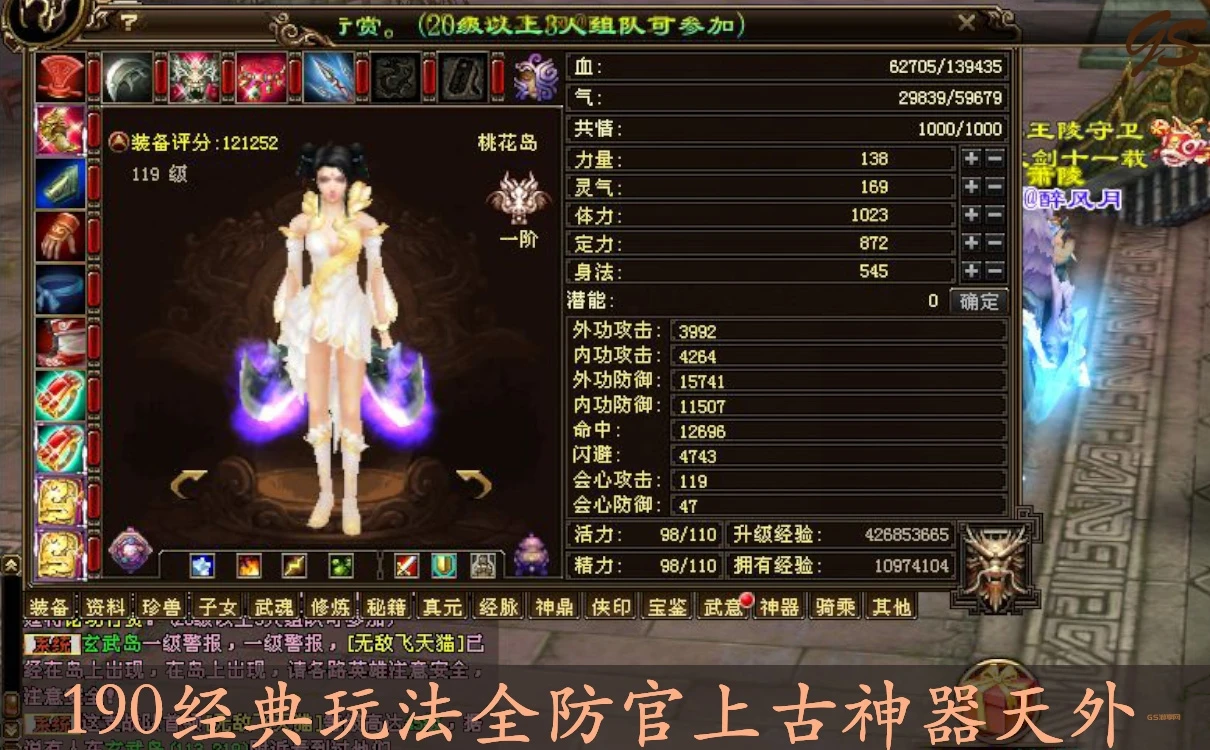 亍赏。(20级以上3人组队可参加)
GS
装备评分:121252
桃花岛
119 级
一阶
血: 62705/139435
气: 29839/59679
共情: 1000/1000
力量: 138
灵气: 169
体力: 1023
定力: 872
身法: 545
潜能: 0 确定
外功攻击: 3992
内功攻击: 4264
外功防御: 15741
内功防御: 11507
命中: 12696
闪避: 4743
会心攻击: 119
会心防御: 47
活力: 98/110 升级经验: 426853665
精力: 98/110 拥有经验: 10974104
王陵守卫
剑十一载
萧陵
@醉风月
装备 资料 珍兽 子女 武魂 修炼 秘籍 真元 经脉 神鼎 侠印 宝鉴 武意 神器 骑乘 其他
系统 玄武岛一级警报，一级警报，[无敌飞天猫]已
经在岛上出现，在岛上出现，请各路英雄注意安全，
注意安全
190经典玩法全防官上古神器天外
GS游享网